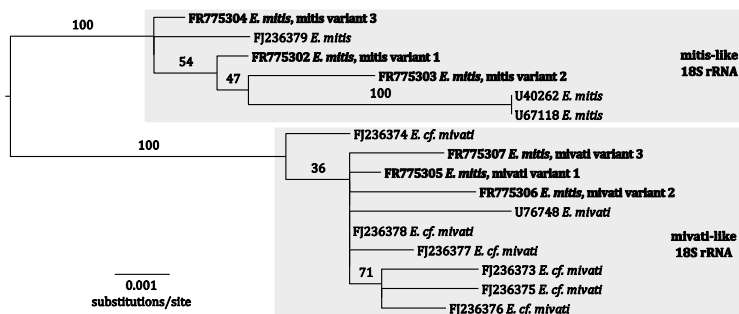 100
FR775304 E. mitis, mitis variant 3
FJ236379 E. mitis
54
FR775302 E. mitis, mitis variant 1
47
FR775303 E. mitis, mitis variant 2
100
U40262 E. mitis
U67118 E. mitis
mitis-like
18S rRNA
100
FJ236374 E. cf. mivati
36
FR775307 E. mitis, mivati variant 3
FR775305 E. mitis, mivati variant 1
FR775306 E. mitis, mivati variant 2
U76748 E. mivati
FJ236378 E. cf. mivati
FJ236377 E. cf. mivati
71
FJ236373 E. cf. mivati
FJ236375 E. cf. mivati
FJ236376 E. cf. mivati
mivati-like
18S rRNA
0.001
substitutions/site